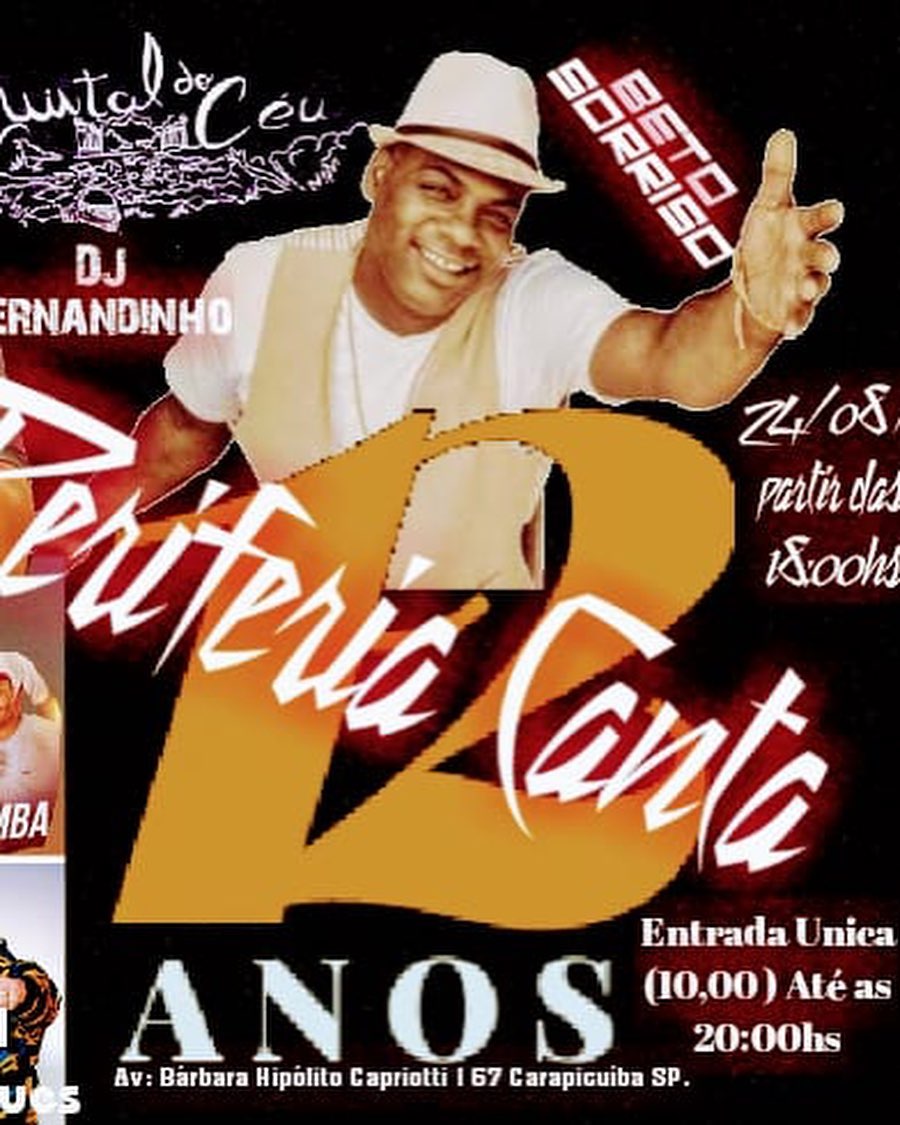 do Céu
BETO
SORRISO
DJ
ERNANDINHO
24/08
partir das
18:00hs
Periferia Canta
12
MBA
ANOS
Entrada Unica
(10,00) Até as
20:00hs
Av: Bárbara Hipólito Capriotti 167 Carapicuiba SP.
UCS